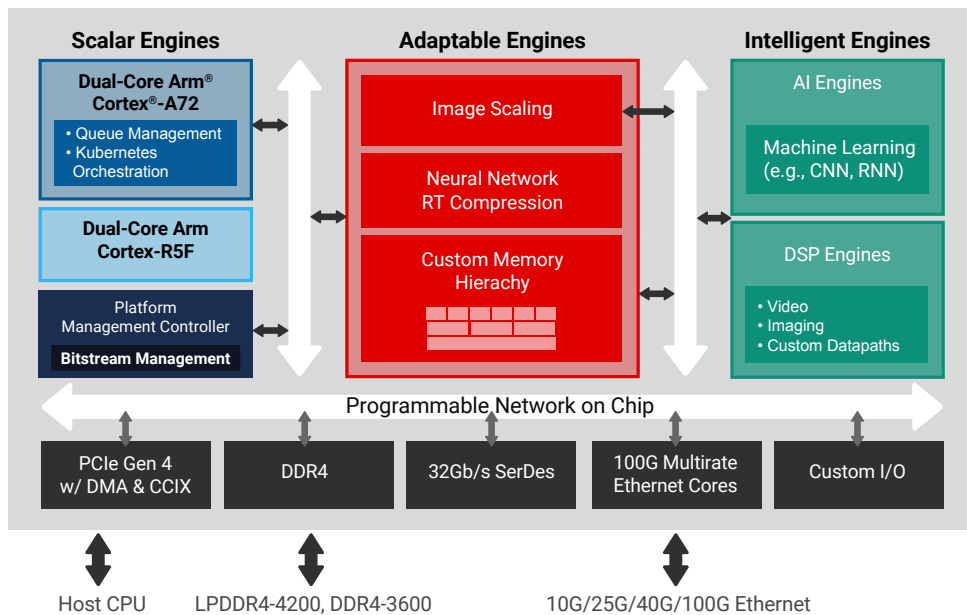 Scalar Engines
Adaptable Engines
Intelligent Engines
Dual-Core Arm®
Cortex®-A72
• Queue Management
• Kubernetes
Orchestration
Dual-Core Arm
Cortex-R5F
Platform
Management Controller
Bitstream Management
Image Scaling
Neural Network
RT Compression
Custom Memory
Hierachy
AI Engines
Machine Learning
(e.g., CNN, RNN)
DSP Engines
• Video
• Imaging
• Custom Datapaths
Programmable Network on Chip
PCIe Gen 4
w/ DMA & CCIX
DDR4
32Gb/s SerDes
100G Multirate
Ethernet Cores
Custom I/O
Host CPU
LPDDR4-4200, DDR4-3600
10G/25G/40G/100G Ethernet